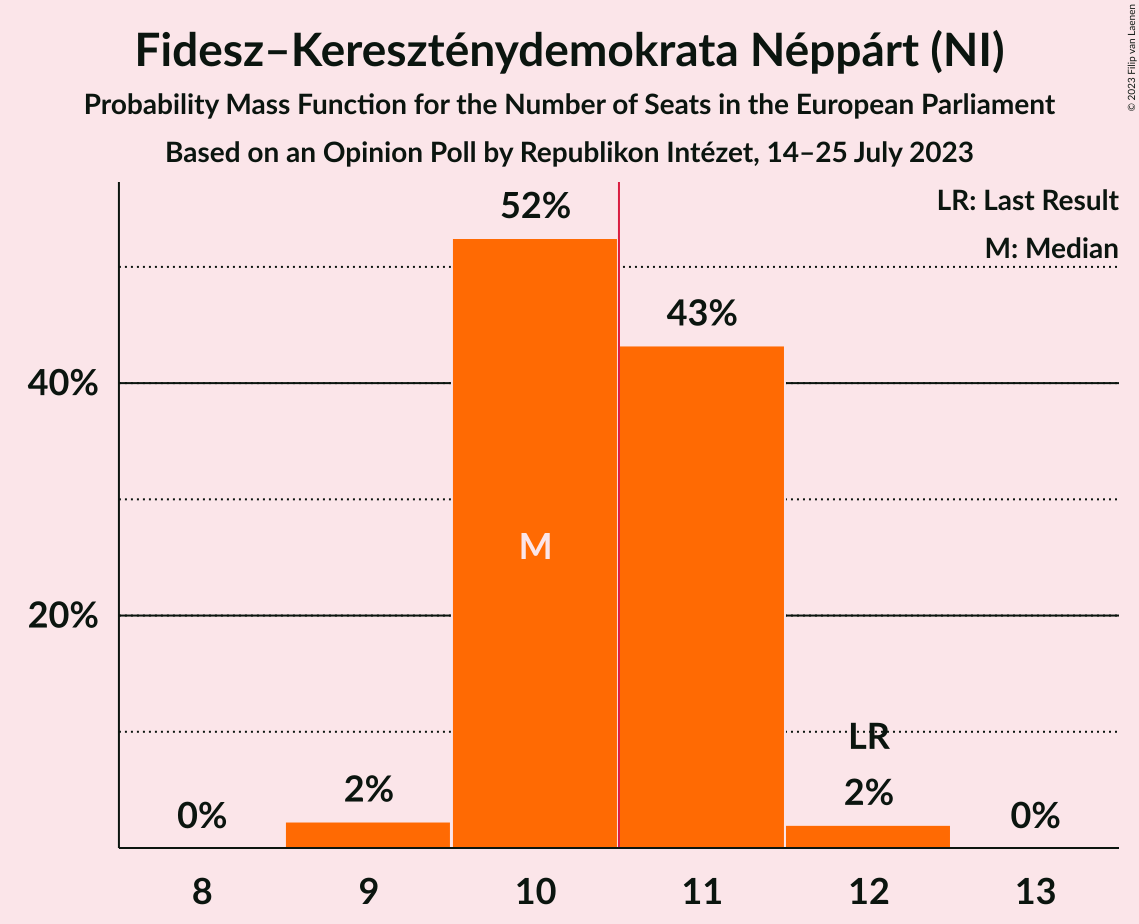 Fidesz–Kereszténydemokrata Néppárt (NI)
Probability Mass Function for the Number of Seats in the European Parliament
Based on an Opinion Poll by Republikon Intézet, 14–25 July 2023
© 2023 Filip van Laenen
LR: Last Result
M: Median
52%
43%
40%
M
20%
LR
0%
2%
2%
0%
8
9
10
11
12
13